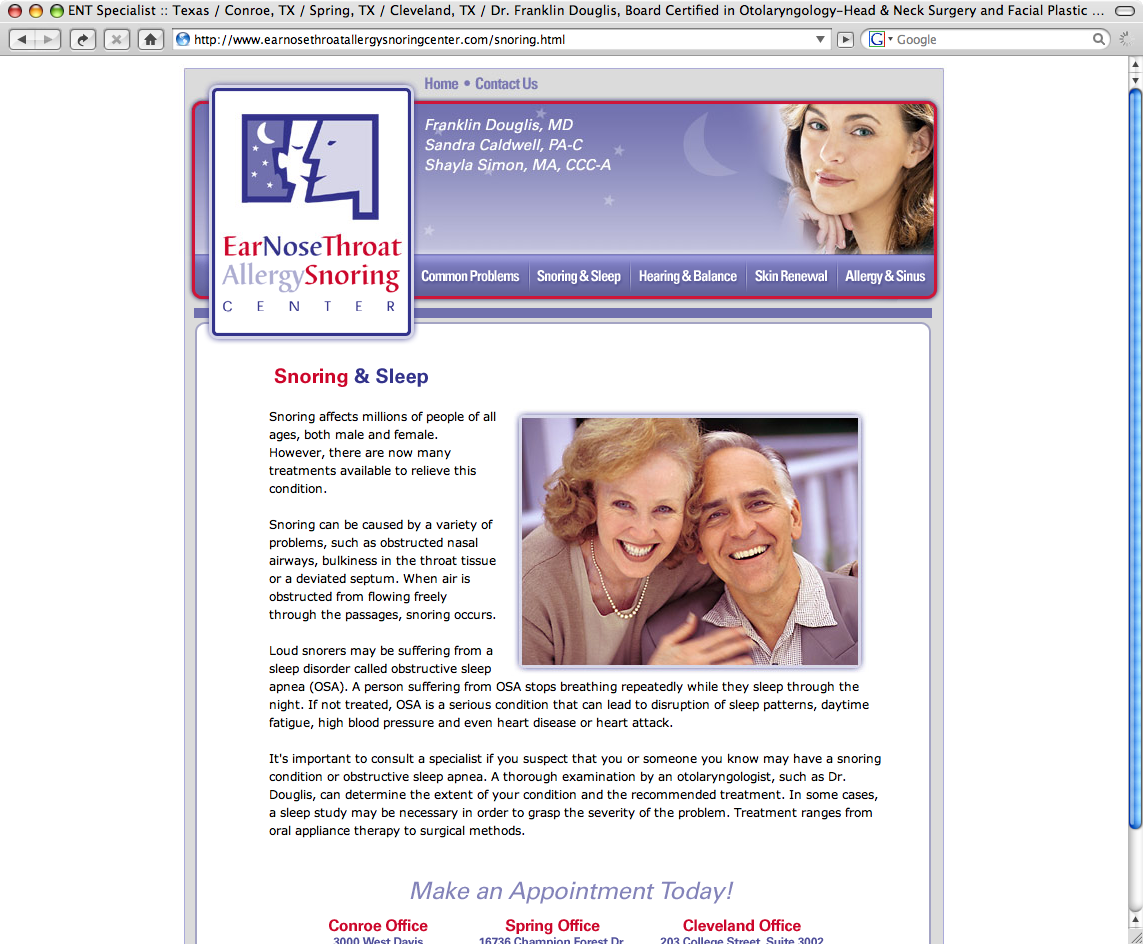 ENT Specialist :: Texas / Conroe, TX / Spring, TX / Cleveland, TX / Dr. Franklin Douglis, Board Certified in Otolaryngology-Head & Neck Surgery and Facial Plastic ...
http://www.earnosethroatallergysnoringcenter.com/snoring.html
G
Google
Home • Contact Us
Franklin Douglis, MD
Sandra Caldwell, PA-C
Shayla Simon, MA, CCC-A
EarNoseThroat
AllergySnoring
CENTER
Common Problems
Snoring & Sleep
Hearing & Balance
Skin Renewal
Allergy & Sinus
Snoring & Sleep
Snoring affects millions of people of all
ages, both male and female.
However, there are now many
treatments available to relieve this
condition.
Snoring can be caused by a variety of
problems, such as obstructed nasal
airways, bulkiness in the throat tissue
or a deviated septum. When air is
obstructed from flowing freely
through the passages, snoring occurs.
Loud snorers may be suffering from a
sleep disorder called obstructive sleep
apnea (OSA). A person suffering from OSA stops breathing repeatedly while they sleep through the
night. If not treated, OSA is a serious condition that can lead to disruption of sleep patterns, daytime
fatigue, high blood pressure and even heart disease or heart attack.
It's important to consult a specialist if you suspect that you or someone you know may have a snoring
condition or obstructive sleep apnea. A thorough examination by an otolaryngologist, such as Dr.
Douglis, can determine the extent of your condition and the recommended treatment. In some cases,
a sleep study may be necessary in order to grasp the severity of the problem. Treatment ranges from
oral appliance therapy to surgical methods.
Make an Appointment Today!
Conroe Office
Spring Office
Cleveland Office
3000 West Davis
16736 Champion Forest Dr
203 College Street, Suite 3002